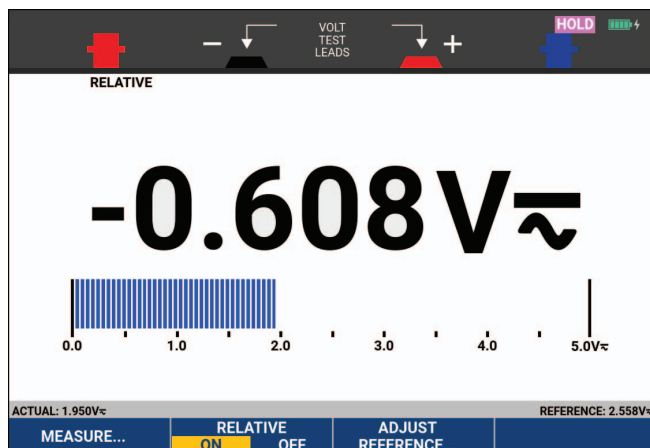 HOLD
VOLT
TEST
LEADS
− +
RELATIVE
-0.608 V⏦
0.0 1.0 2.0 3.0 4.0 5.0V⏦
ACTUAL: 1.950V⏦ REFERENCE: 2.558V⏦
MEASURE...
RELATIVE
ON OFF
ADJUST
REFERENCE...